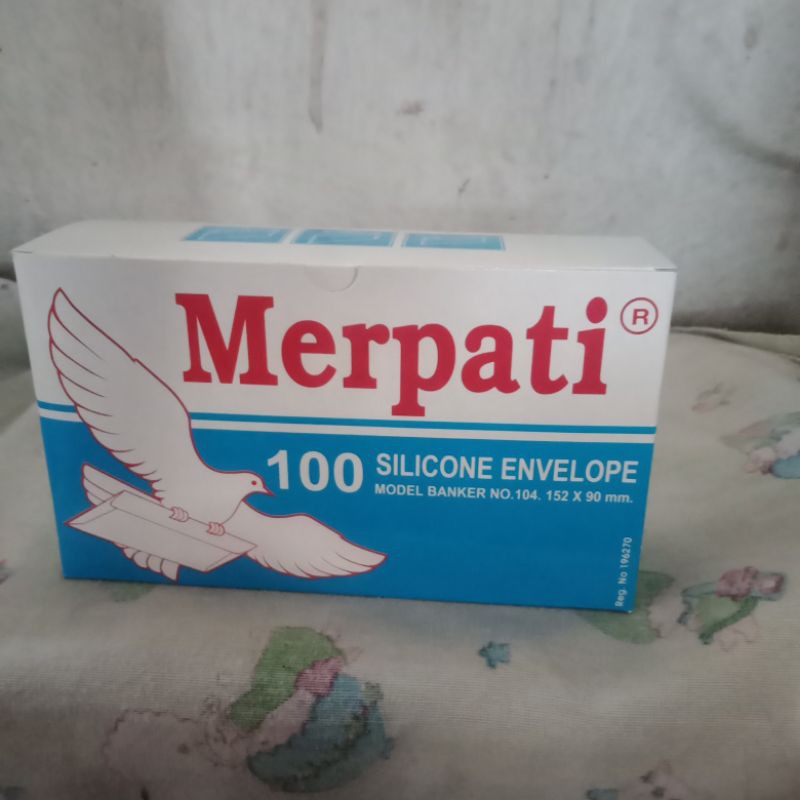 Merpati®
100 SILICONE ENVELOPE
MODEL BANKER NO.104. 152 X 90 mm.
Reg. No 196270